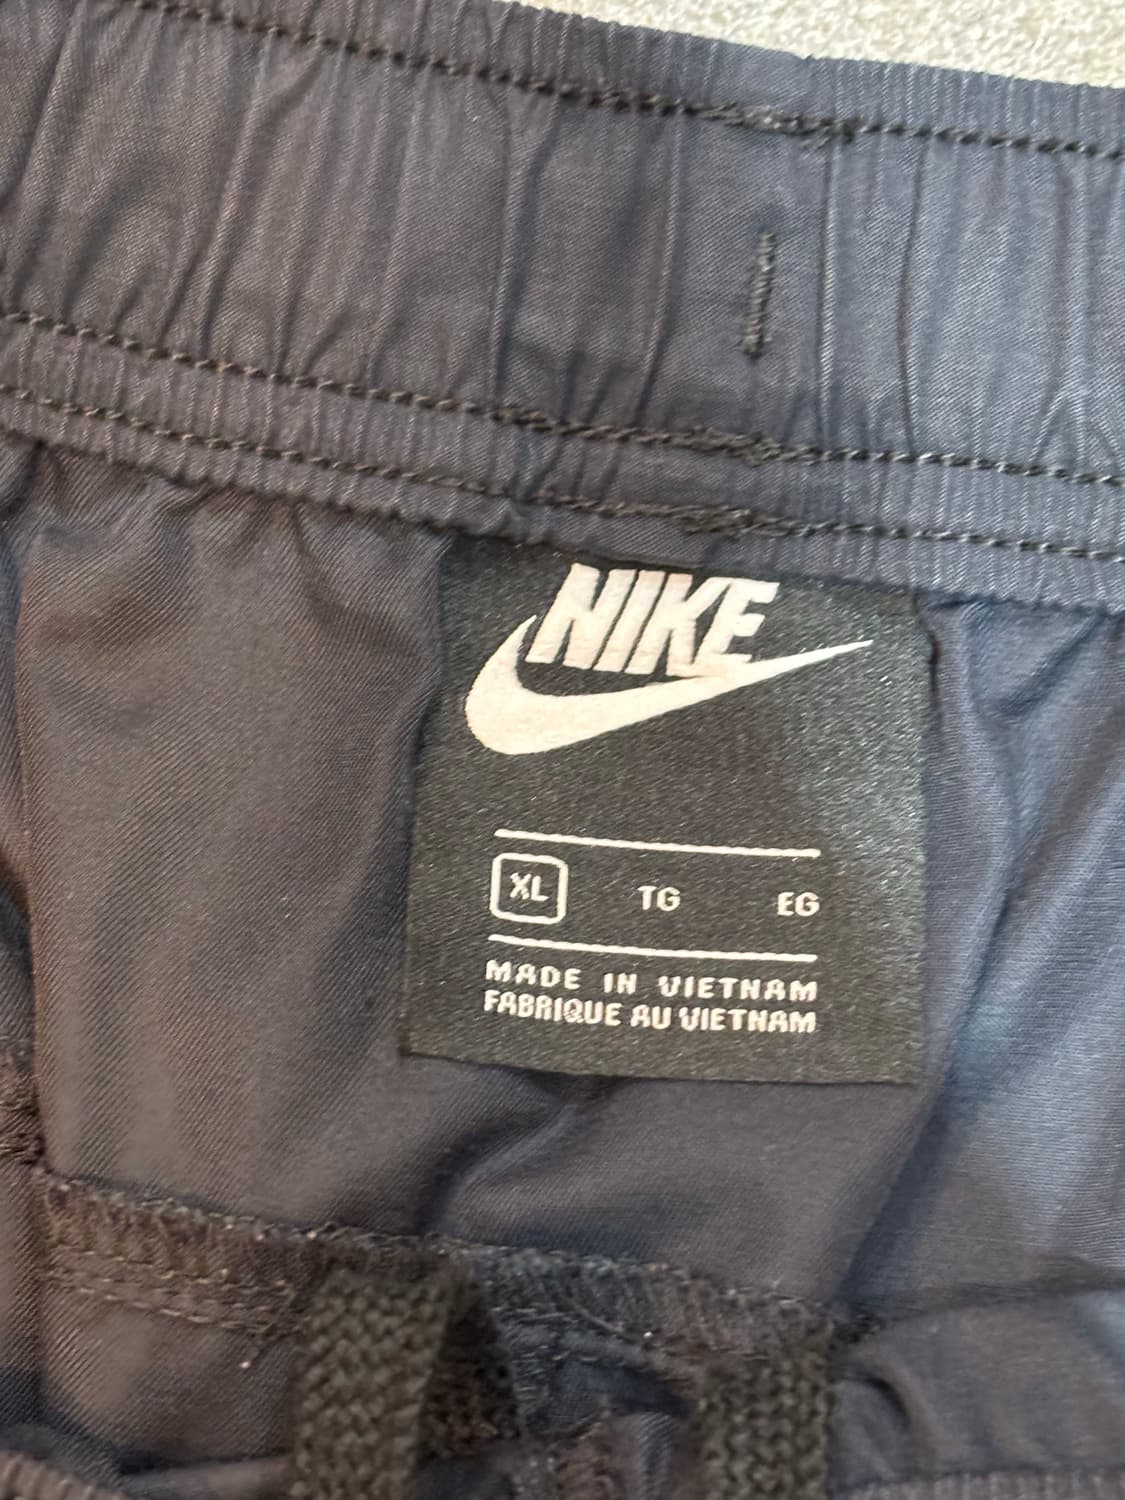 NIKE
XL TG EG
MADE IN VIETNAM
FABRIQUE AU VIETNAM